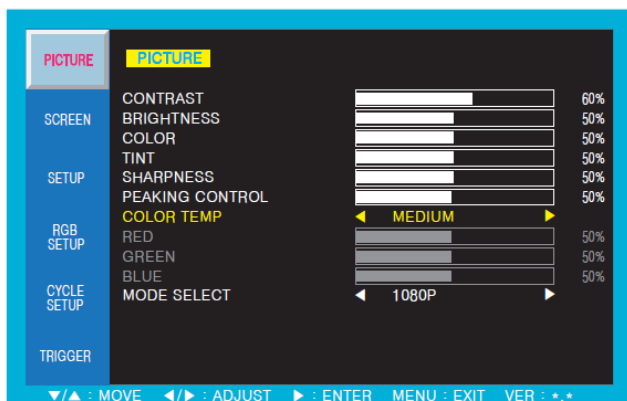 PICTURE
SCREEN
SETUP
RGB
SETUP
CYCLE
SETUP
TRIGGER
PICTURE
CONTRAST 60%
BRIGHTNESS 50%
COLOR 50%
TINT 50%
SHARPNESS 50%
PEAKING CONTROL 50%
COLOR TEMP ◀ MEDIUM ▶
RED 50%
GREEN 50%
BLUE 50%
MODE SELECT ◀ 1080P ▶
▼/▲ : MOVE ◀/▶ : ADJUST ▶ : ENTER MENU : EXIT VER : *.*